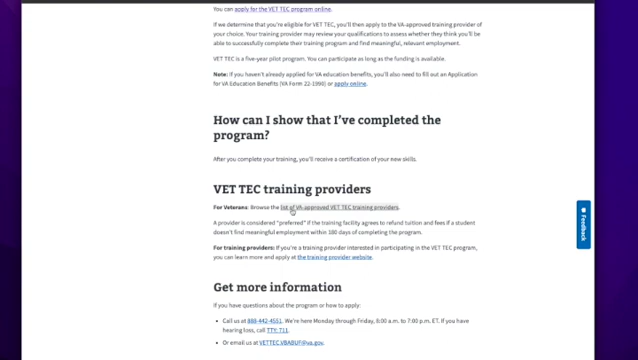 You can apply for the VET TEC program online.
If we determine that you're eligible for VET TEC, you'll then apply to the VA-approved training provider of
your choice. Your training provider may review your qualifications to assess whether they think you'll be
able to successfully complete their training program and find meaningful, relevant employment.
VET TEC is a five-year pilot program. You can participate as long as the funding is available.
Note: If you haven't already applied for VA education benefits, you'll also need to fill out an Application
for VA Education Benefits (VA Form 22-1990) or apply online.
How can I show that I've completed the
program?
After you complete your training, you'll receive a certification of your new skills.
VET TEC training providers
For Veterans: Browse the list of VA-approved VET TEC training providers.
A provider is considered "preferred" if the training facility agrees to refund tuition and fees if a student
doesn't find meaningful employment within 180 days of completing the program.
For training providers: If you're a training provider interested in participating in the VET TEC program,
you can learn more and apply at the training provider website.
Feedback
Get more information
If you have questions about the program or how to apply:
Call us at 888-442-4551. We're here Monday through Friday, 8:00 a.m. to 7:00 p.m. ET. If you have
hearing loss, call TTY: 711.
Or email us at VETTEC.VBABUF@va.gov.